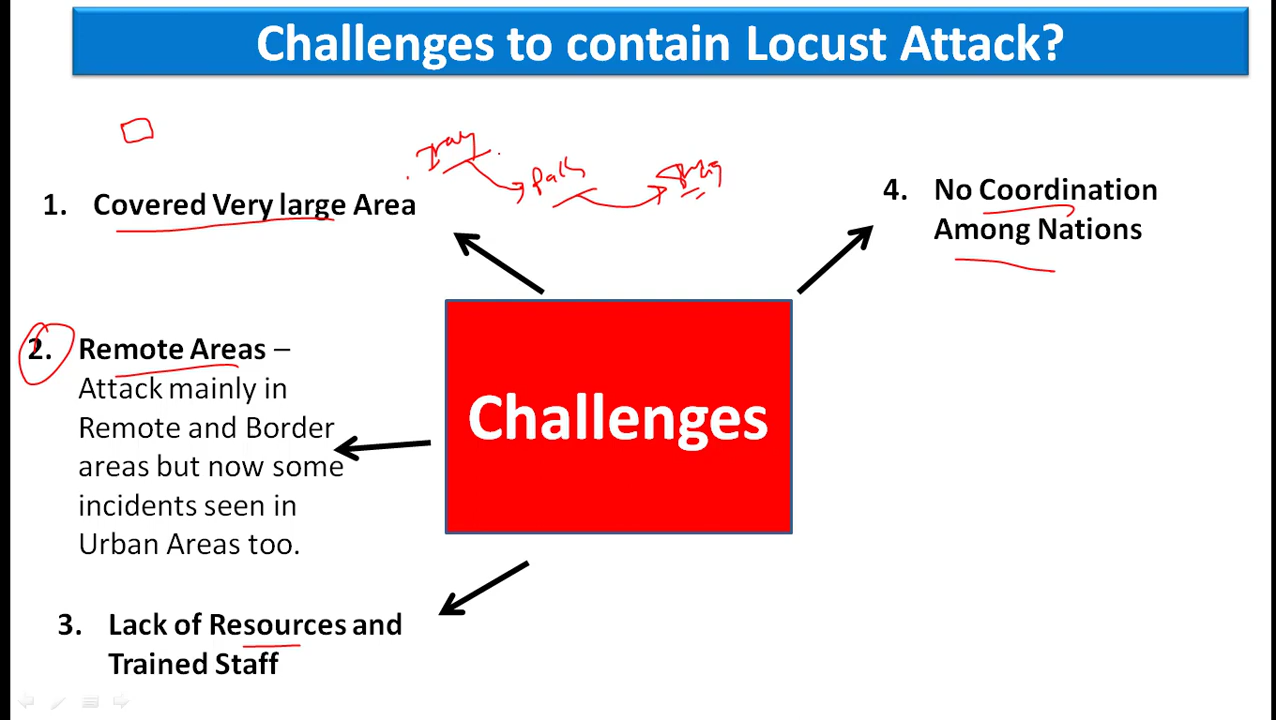 Challenges to contain Locust Attack?
1. Covered Very large Area
2. Remote Areas –
Attack mainly in
Remote and Border
areas but now some
incidents seen in
Urban Areas too.
3. Lack of Resources and
Trained Staff
4. No Coordination
Among Nations
Challenges